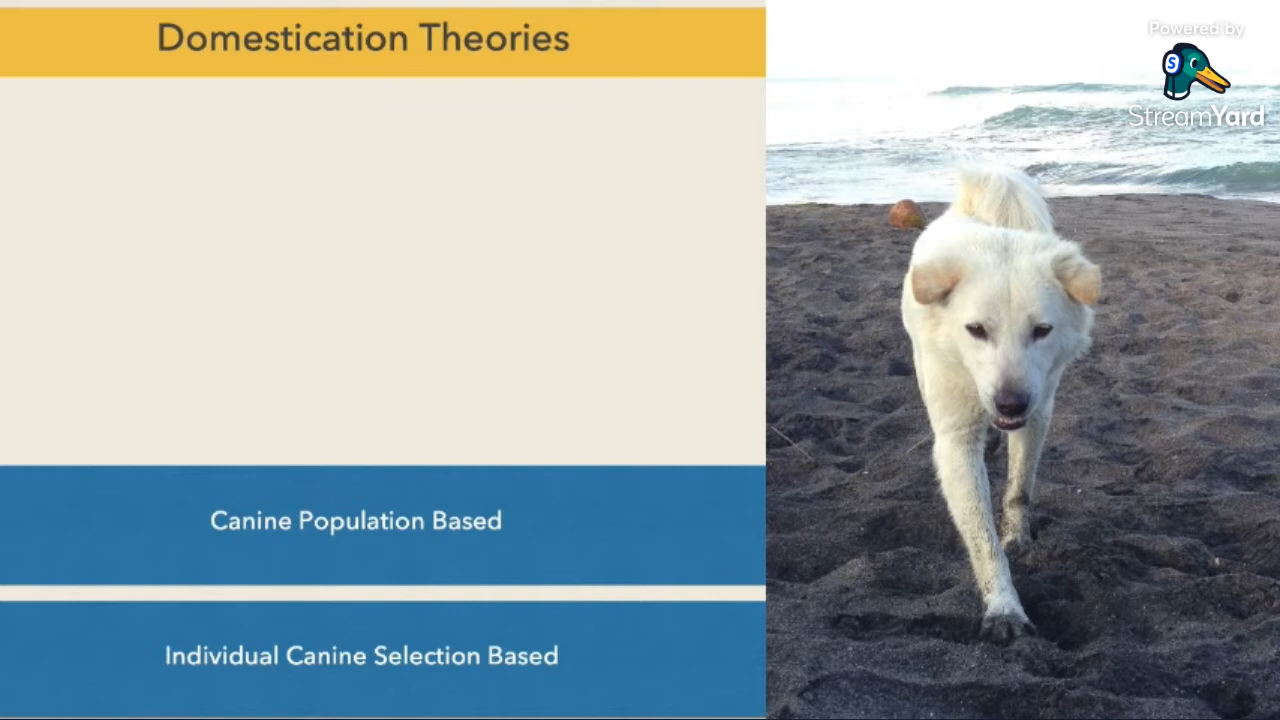 Domestication Theories
Canine Population Based
Individual Canine Selection Based
Powered by
S
StreamYard